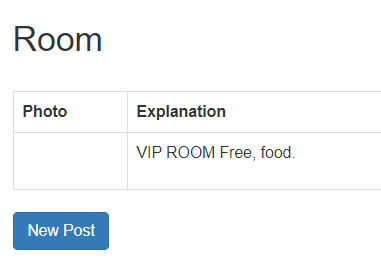 Room
Photo Explanation
VIP ROOM Free, food.
New Post